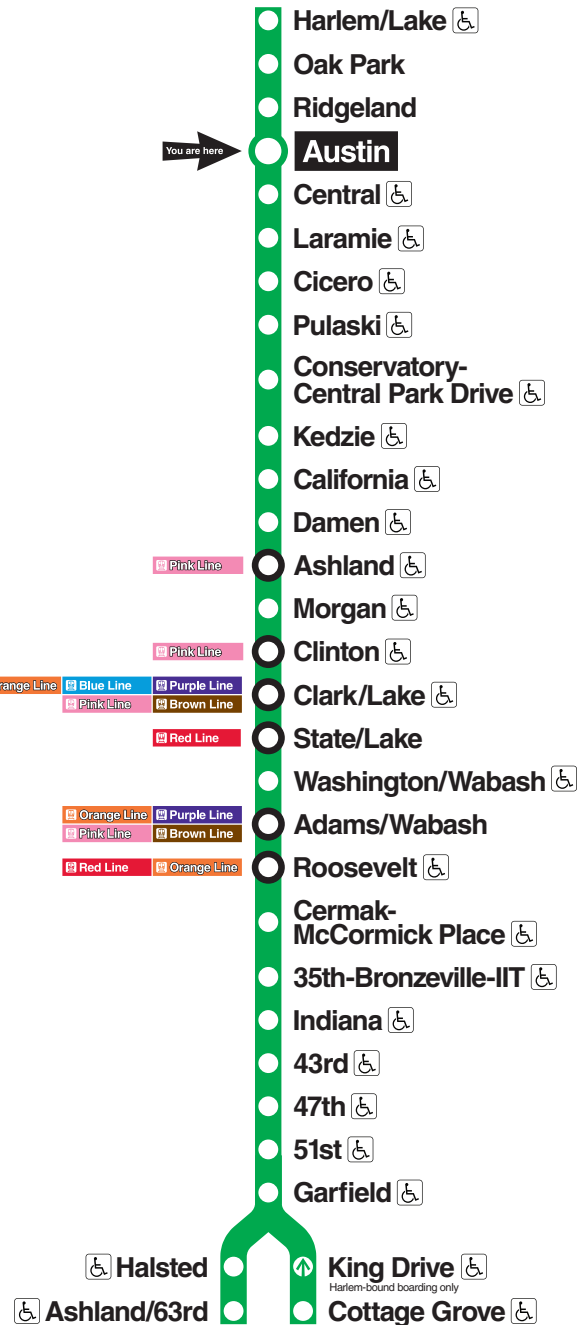 Harlem/Lake
Oak Park
Ridgeland
You are here
Austin
Central
Laramie
Cicero
Pulaski
Conservatory-
Central Park Drive
Kedzie
California
Damen
Pink Line Ashland
Morgan
Pink Line Clinton
range Line Blue Line Purple Line
Pink Line Brown Line
Clark/Lake
Red Line State/Lake
Washington/Wabash
Orange Line Purple Line
Pink Line Brown Line
Adams/Wabash
Red Line Orange Line Roosevelt
Cermak-
McCormick Place
35th-Bronzeville-IIT
Indiana
43rd
47th
51st
Garfield
Halsted King Drive
Harlem-bound boarding only
Ashland/63rd Cottage Grove